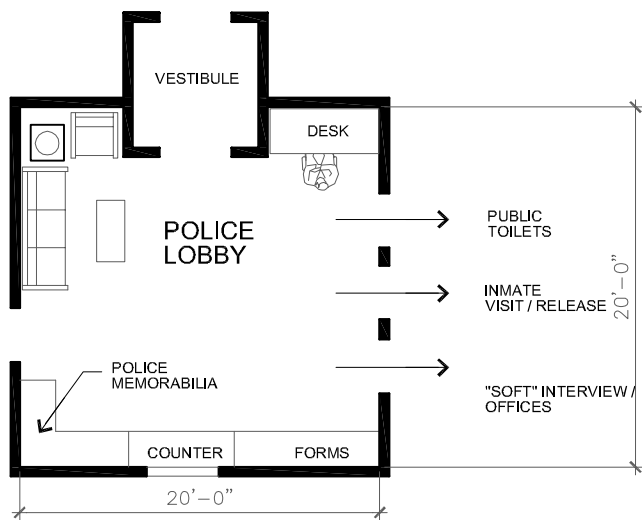 VESTIBULE
DESK
POLICE
LOBBY
PUBLIC
TOILETS
INMATE
VISIT / RELEASE
20'-0"
"SOFT" INTERVIEW /
OFFICES
POLICE
MEMORABILIA
COUNTER
FORMS
20'-0"